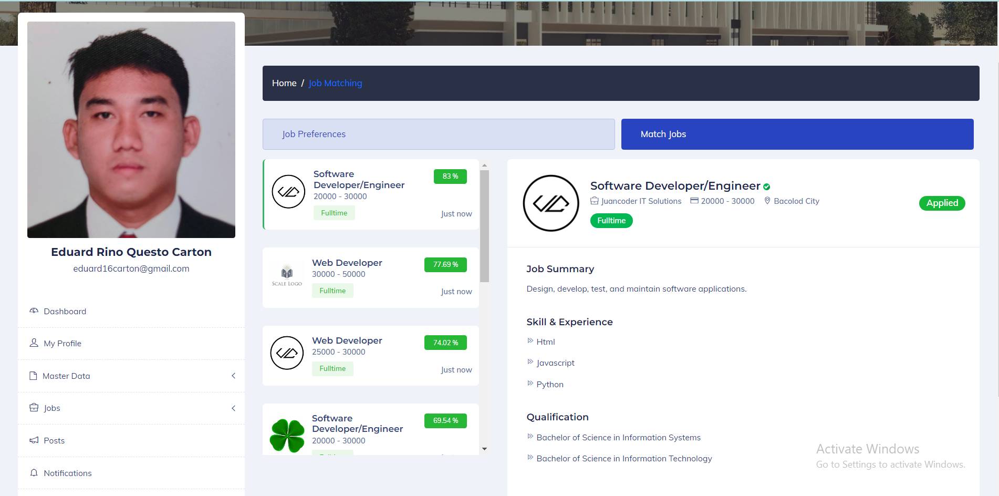 Eduard Rino Questo Carton
eduard16carton@gmail.com
Dashboard
My Profile
Master Data
Jobs
Posts
Notifications
Home / Job Matching
Job Preferences
Match Jobs
Software
Developer/Engineer
83 %
20000 - 30000
Fulltime
Just now
Web Developer
77.69 %
30000 - 50000
SCALE LOGO
Fulltime
Just now
Web Developer
74.02 %
25000 - 30000
Fulltime
Just now
Software
Developer/Engineer
69.54 %
20000 - 30000
Software Developer/Engineer
Juancoder IT Solutions 20000 - 30000 Bacolod City
Applied
Fulltime
Job Summary
Design, develop, test, and maintain software applications.
Skill & Experience
Html
Javascript
Python
Qualification
Bachelor of Science in Information Systems
Bachelor of Science in Information Technology
Activate Windows
Go to Settings to activate Windows.